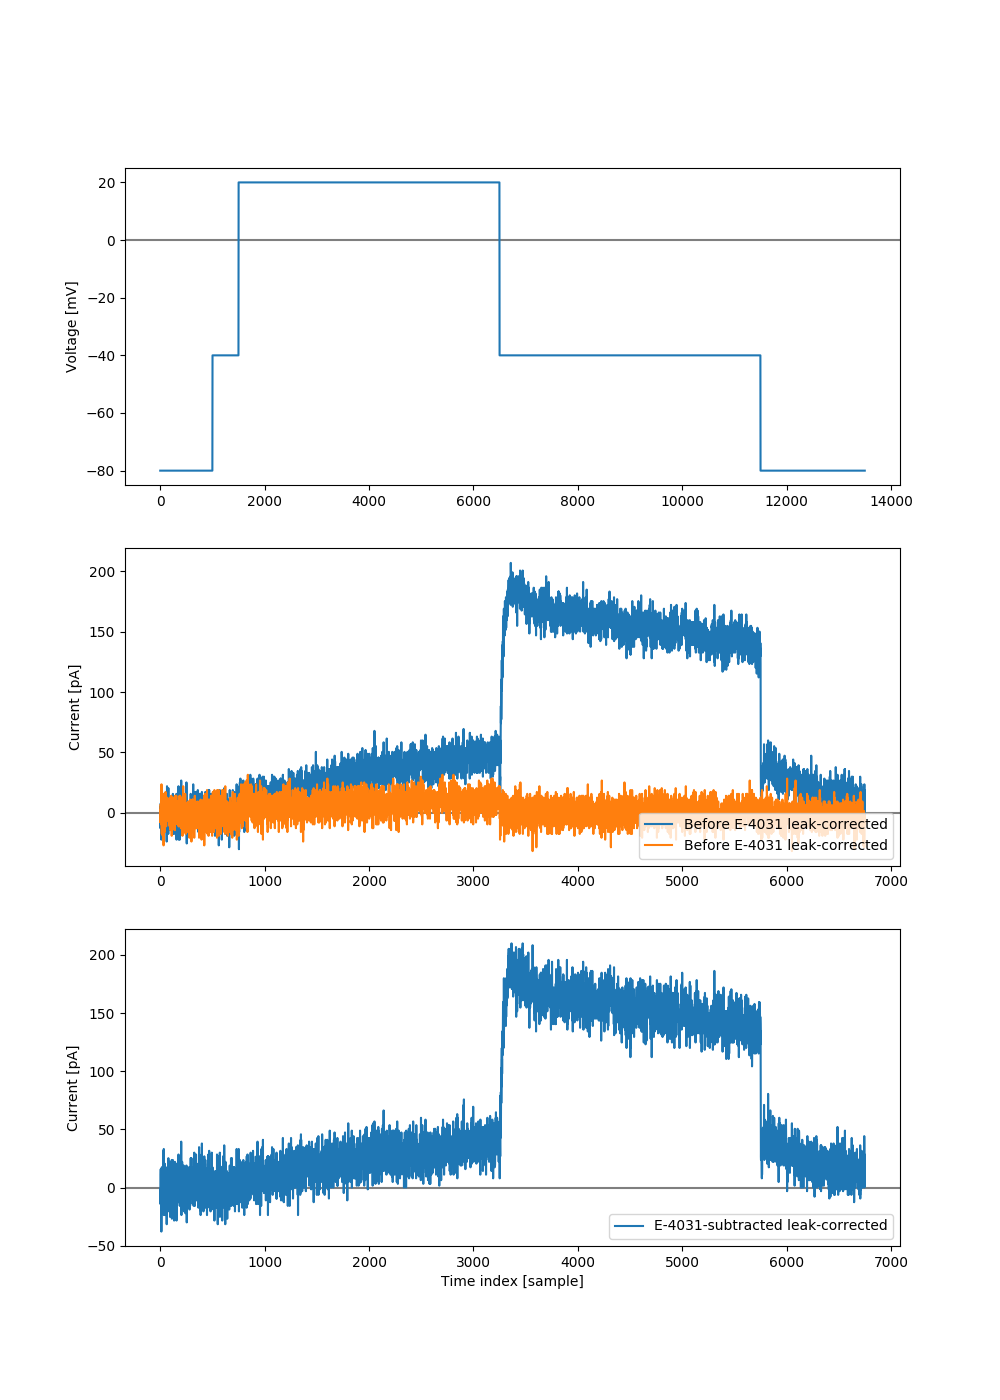 20
0
−20
−40
−60
−80
Voltage [mV]
0 2000 4000 6000 8000 10000 12000 14000
200
150
100
50
0
Current [pA]
Before E-4031 leak-corrected
Before E-4031 leak-corrected
0 1000 2000 3000 4000 5000 6000 7000
200
150
100
50
0
−50
Current [pA]
E-4031-subtracted leak-corrected
0 1000 2000 3000 4000 5000 6000 7000
Time index [sample]